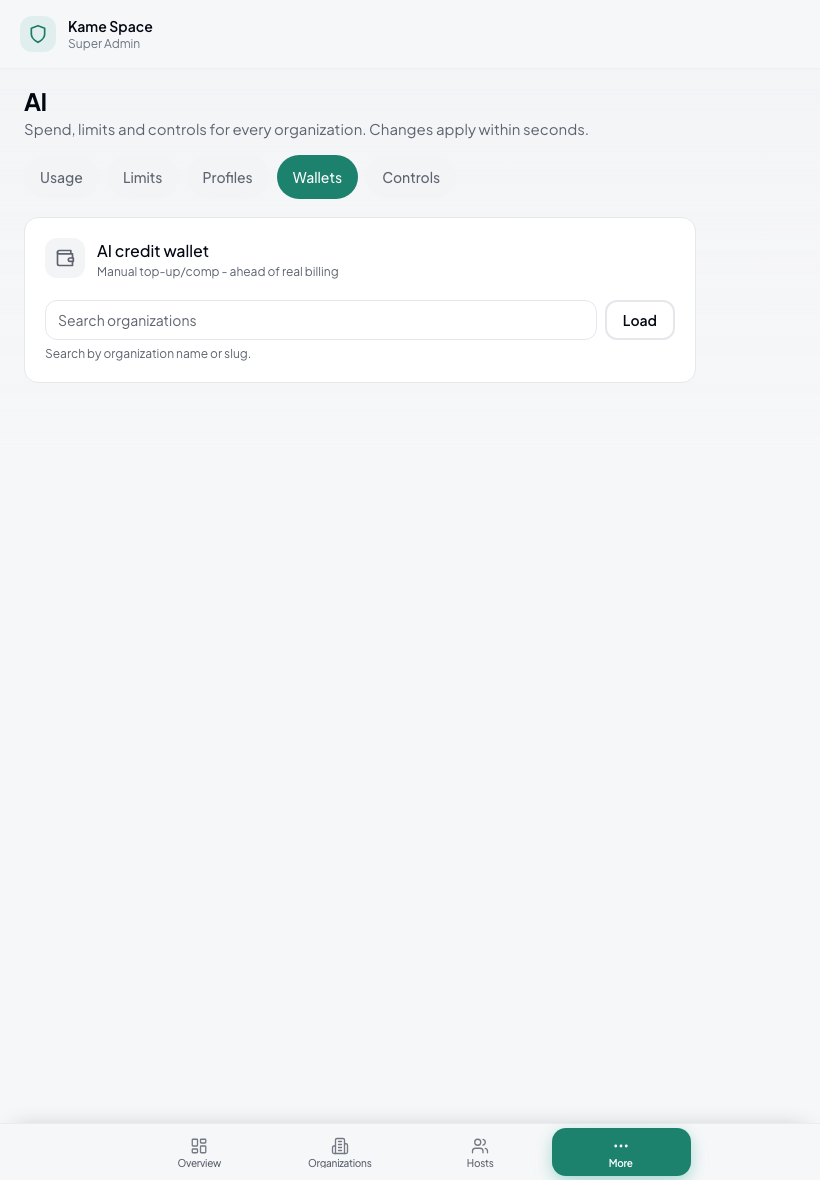 Kame Space
Super Admin
AI
Spend, limits and controls for every organization. Changes apply within seconds.
Usage
Limits
Profiles
Wallets
Controls
AI credit wallet
Manual top-up/comp - ahead of real billing
Search organizations
Load
Search by organization name or slug.
Overview
Organizations
Hosts
More